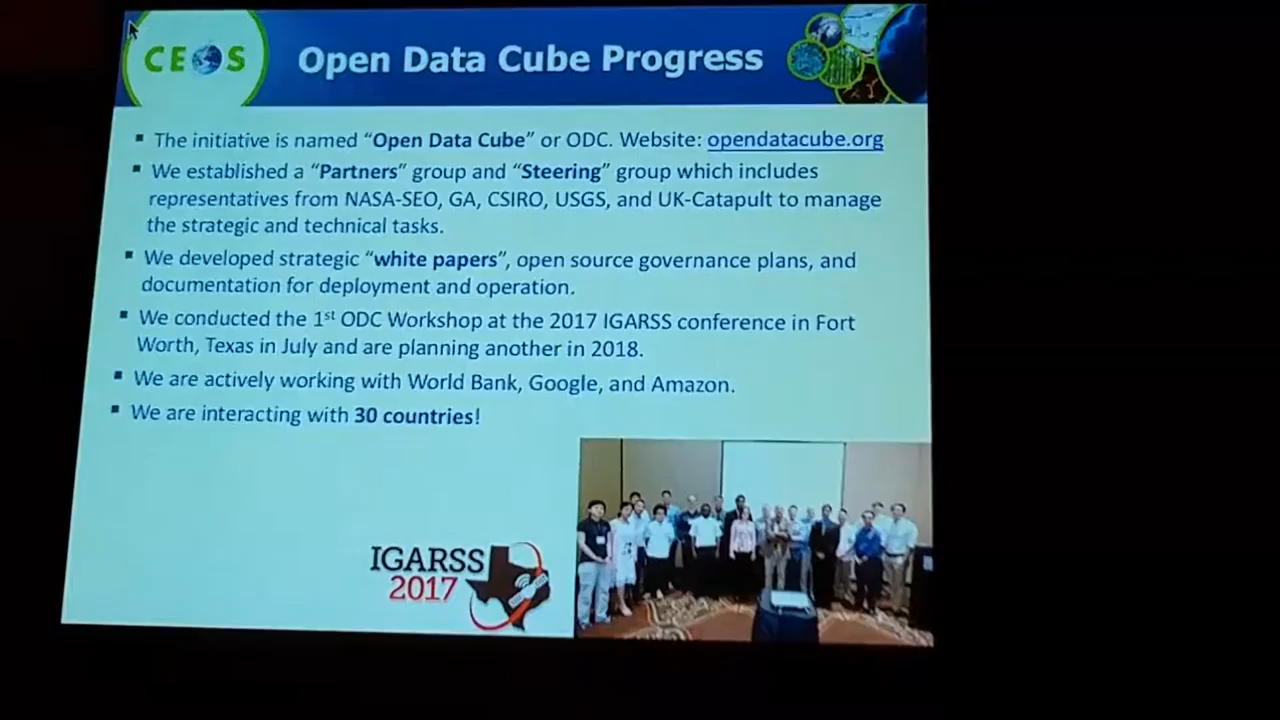 CEOS
Open Data Cube Progress
▪ The initiative is named “Open Data Cube” or ODC. Website: opendatacube.org
▪ We established a “Partners” group and “Steering” group which includes
representatives from NASA-SEO, GA, CSIRO, USGS, and UK-Catapult to manage
the strategic and technical tasks.
▪ We developed strategic “white papers”, open source governance plans, and
documentation for deployment and operation.
▪ We conducted the 1st ODC Workshop at the 2017 IGARSS conference in Fort
Worth, Texas in July and are planning another in 2018.
▪ We are actively working with World Bank, Google, and Amazon.
▪ We are interacting with 30 countries!
IGARSS
2017